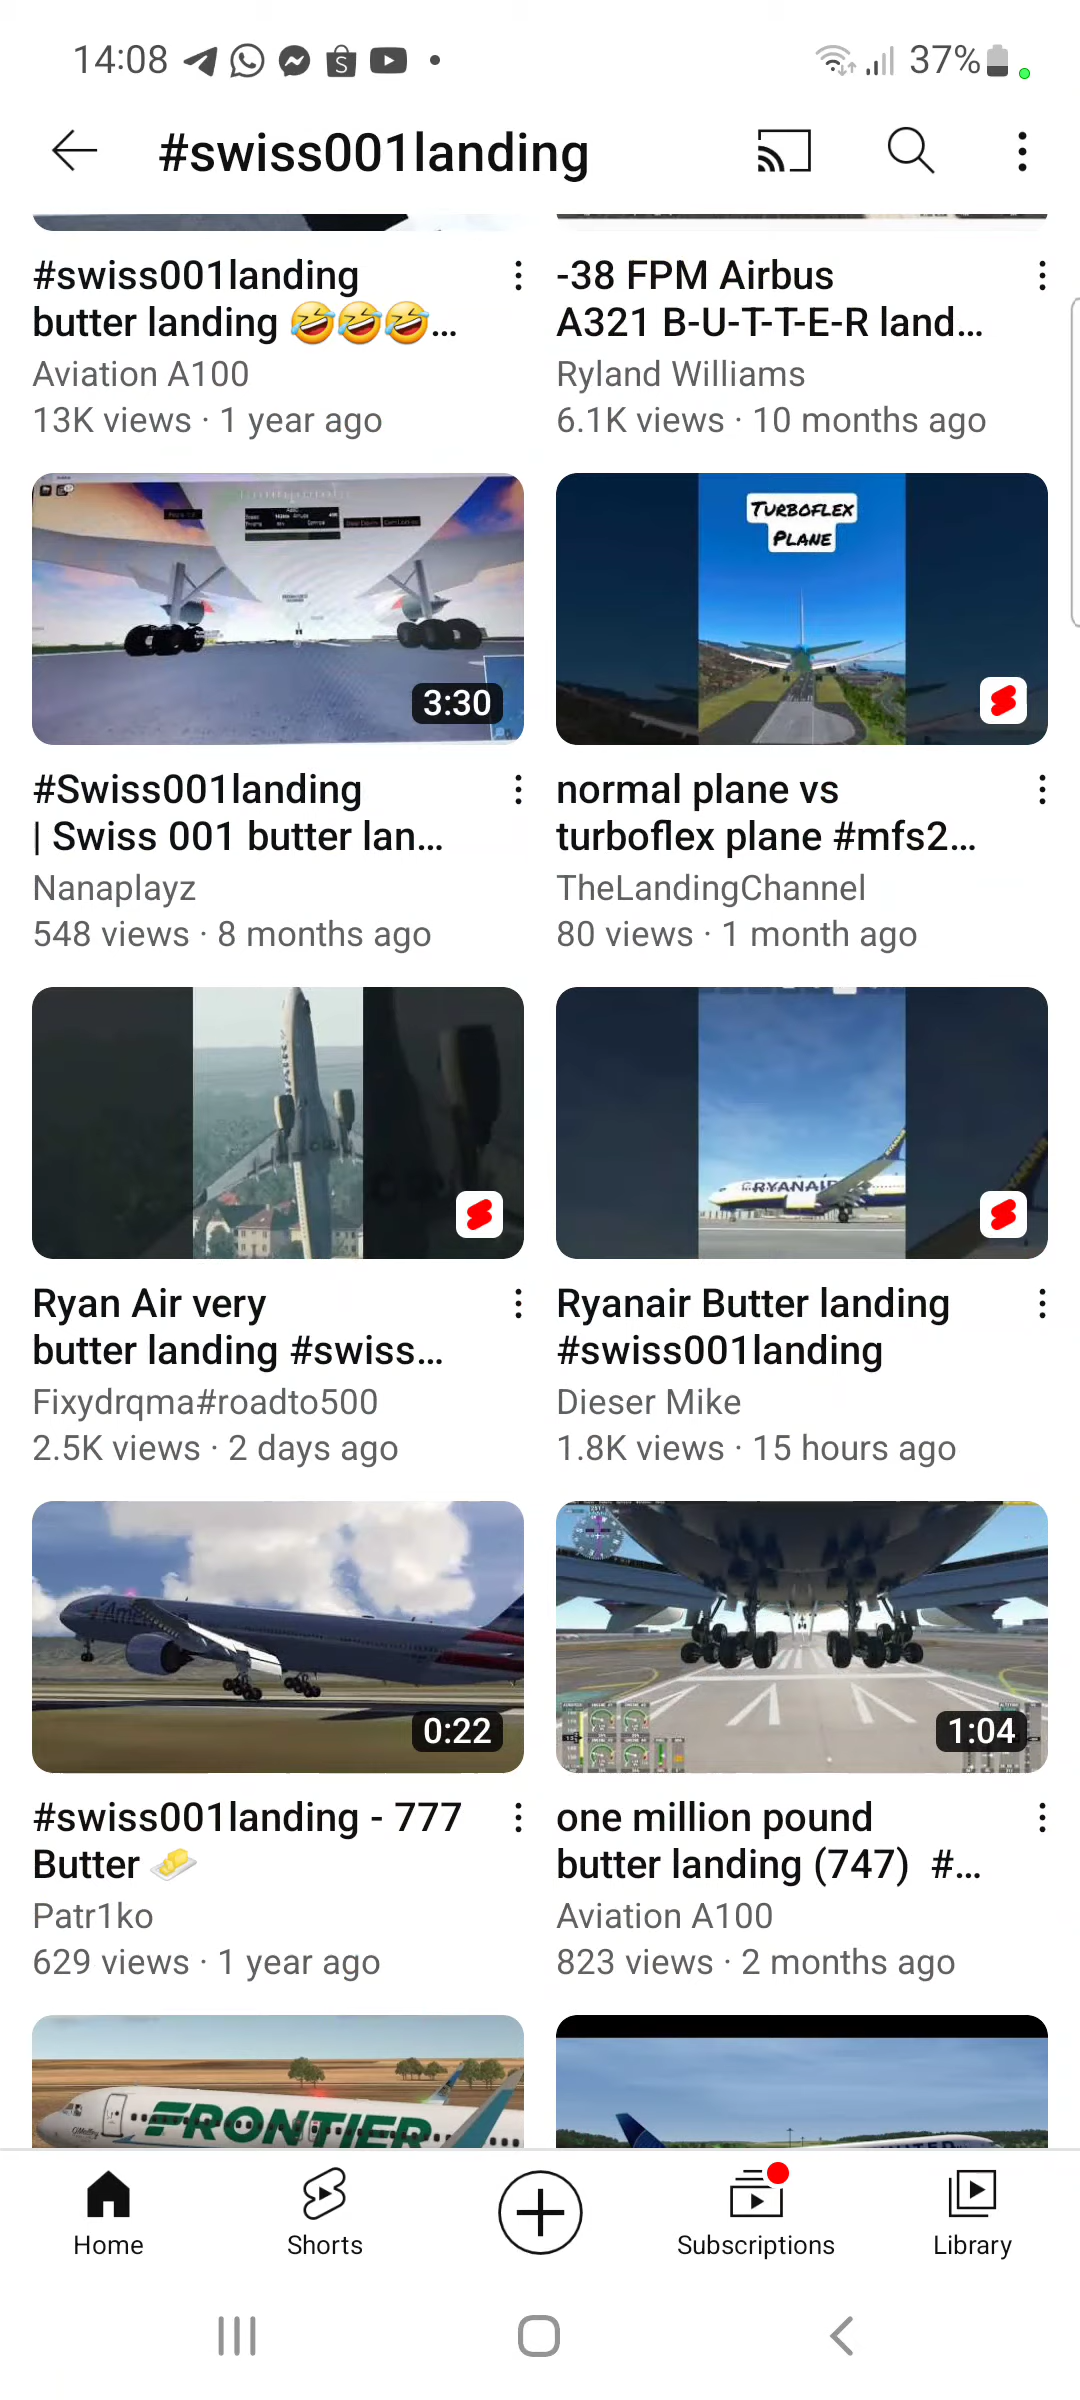 14:08
37%
#swiss001landing
#swiss001landing
butter landing 🤣🤣🤣...
Aviation A100
13K views · 1 year ago
-38 FPM Airbus
A321 B-U-T-T-E-R land...
Ryland Williams
6.1K views · 10 months ago
3:30
#Swiss001landing
| Swiss 001 butter lan...
Nanaplayz
548 views · 8 months ago
TURBOFLEX
PLANE
normal plane vs
turboflex plane #mfs2...
TheLandingChannel
80 views · 1 month ago
Ryan Air very
butter landing #swiss...
Fixydrqma#roadto500
2.5K views · 2 days ago
RYANAIR
Ryanair Butter landing
#swiss001landing
Dieser Mike
1.8K views · 15 hours ago
0:22
#swiss001landing - 777
Butter 🧈
Patr1ko
629 views · 1 year ago
1:04
one million pound
butter landing (747) #...
Aviation A100
823 views · 2 months ago
FRONTIER
UNITED
Home
Shorts
Subscriptions
Library